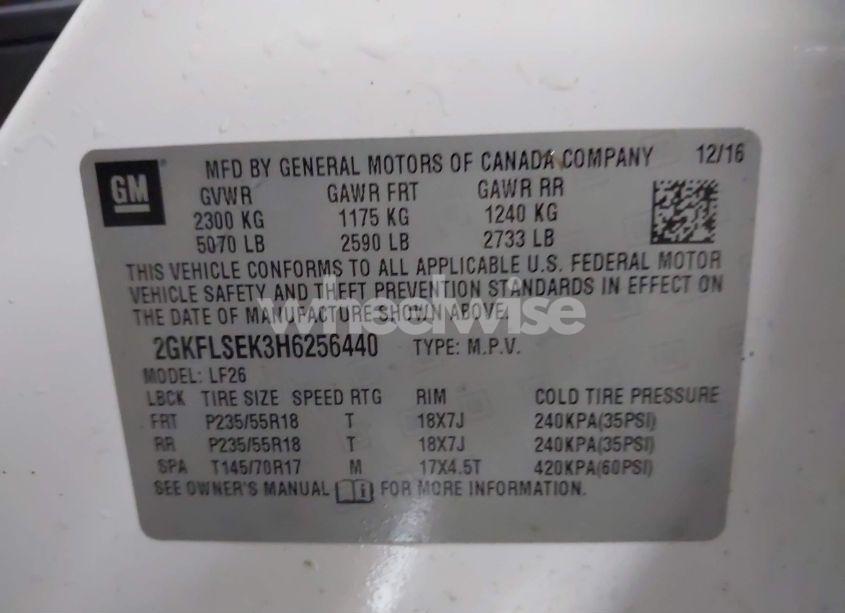 GM MFD BY GENERAL MOTORS OF CANADA COMPANY 12/16
GVWR GAWR FRT GAWR RR
2300 KG 1175 KG 1240 KG
5070 LB 2590 LB 2733 LB
THIS VEHICLE CONFORMS TO ALL APPLICABLE U.S. FEDERAL MOTOR
VEHICLE SAFETY AND THEFT PREVENTION STANDARDS IN EFFECT ON
THE DATE OF MANUFACTURE SHOWN ABOVE.
wheelwise
2GKFLSEK3H6256440 TYPE: M.P.V.
MODEL: LF26
LBCK TIRE SIZE SPEED RTG RIM COLD TIRE PRESSURE
FRT P235/55R18 T 18X7J 240KPA(35PSI)
RR P235/55R18 T 18X7J 240KPA(35PSI)
SPA T145/70R17 M 17X4.5T 420KPA(60PSI)
SEE OWNER'S MANUAL i FOR MORE INFORMATION.